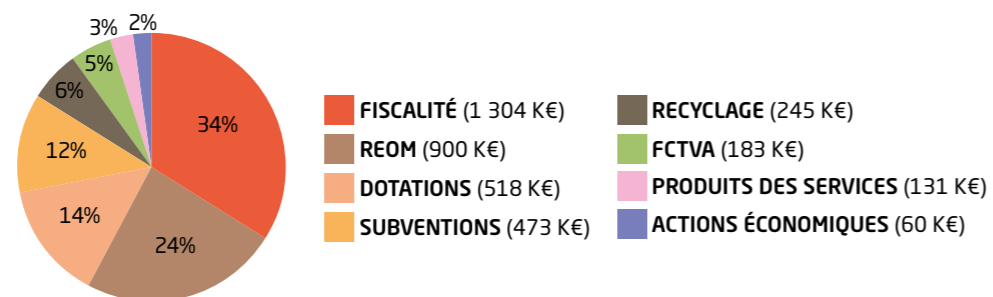 3% 2%
5%
6%
34%
12%
14%
24%
FISCALITÉ (1 304 K€)
REOM (900 K€)
DOTATIONS (518 K€)
SUBVENTIONS (473 K€)
RECYCLAGE (245 K€)
FCTVA (183 K€)
PRODUITS DES SERVICES (131 K€)
ACTIONS ÉCONOMIQUES (60 K€)